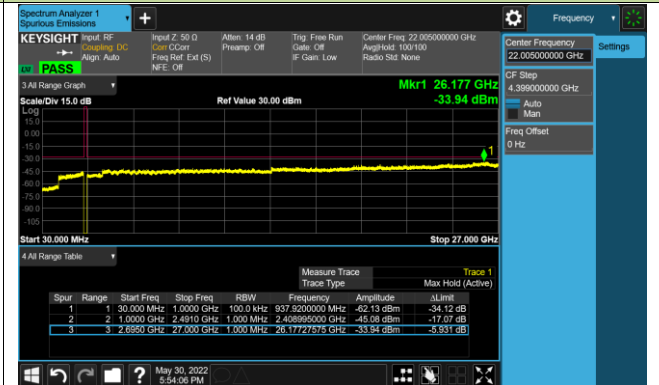 Spectrum Analyzer 1
Spurious Emissions
Frequency
KEYSIGHT
Input: RF
Coupling: DC
Align: Auto
Input Z: 50 Ω
Corr CCorr
Freq Ref: Ext (S)
NFE: Off
Atten: 14 dB
Preamp: Off
Trig: Free Run
Gate: Off
IF Gain: Low
Center Freq: 22.005000000 GHz
Avg|Hold: 100/100
Radio Std: None
PASS
Center Frequency
22.005000000 GHz
Settings
CF Step
4.399000000 GHz
Auto
Man
Freq Offset
0 Hz
3 All Range Graph
Mkr1 26.177 GHz
Scale/Div 15.0 dB
Ref Value 30.00 dBm
-33.94 dBm
Log
15.0
0.00
-15.0
-30.0
-45.0
-60.0
-75.0
-90.0
-105
1
Start 30.000 MHz
Stop 27.000 GHz
4 All Range Table
Measure Trace Trace 1
Trace Type Max Hold (Active)
Spur Range Start Freq Stop Freq RBW Frequency Amplitude ΔLimit
1 1 30.000 MHz 1.0000 GHz 100.0 kHz 937.9200000 MHz -62.13 dBm -34.12 dB
2 2 1.0000 GHz 2.4910 GHz 1.000 MHz 2.408995000 GHz -45.08 dBm -17.07 dB
3 3 2.6950 GHz 27.000 GHz 1.000 MHz 26.17727575 GHz -33.94 dBm -5.931 dB
May 30, 2022
5:54:06 PM